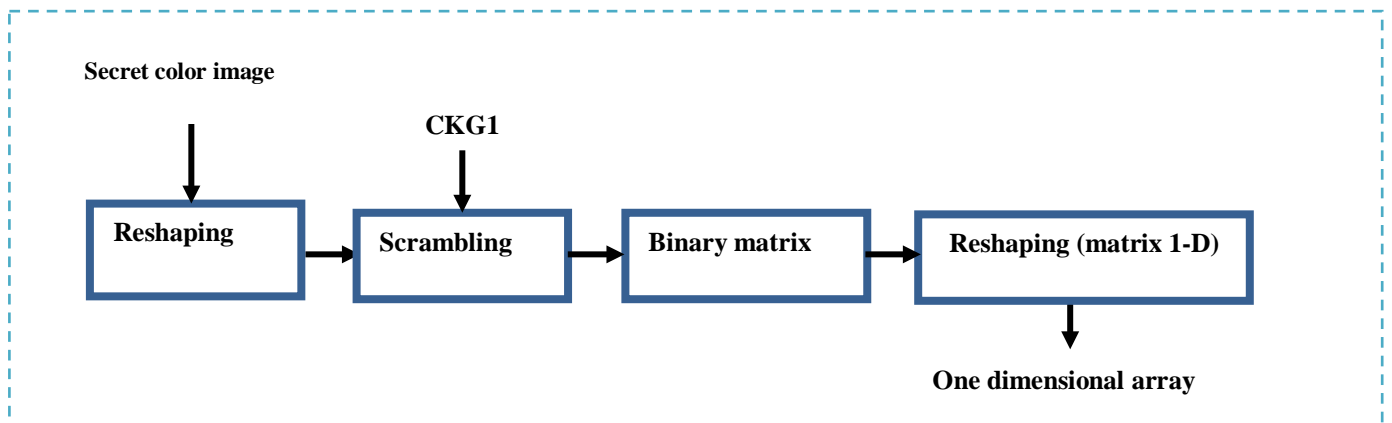 Secret color image
CKG1
Reshaping
Scrambling
Binary matrix
Reshaping (matrix 1-D)
One dimensional array